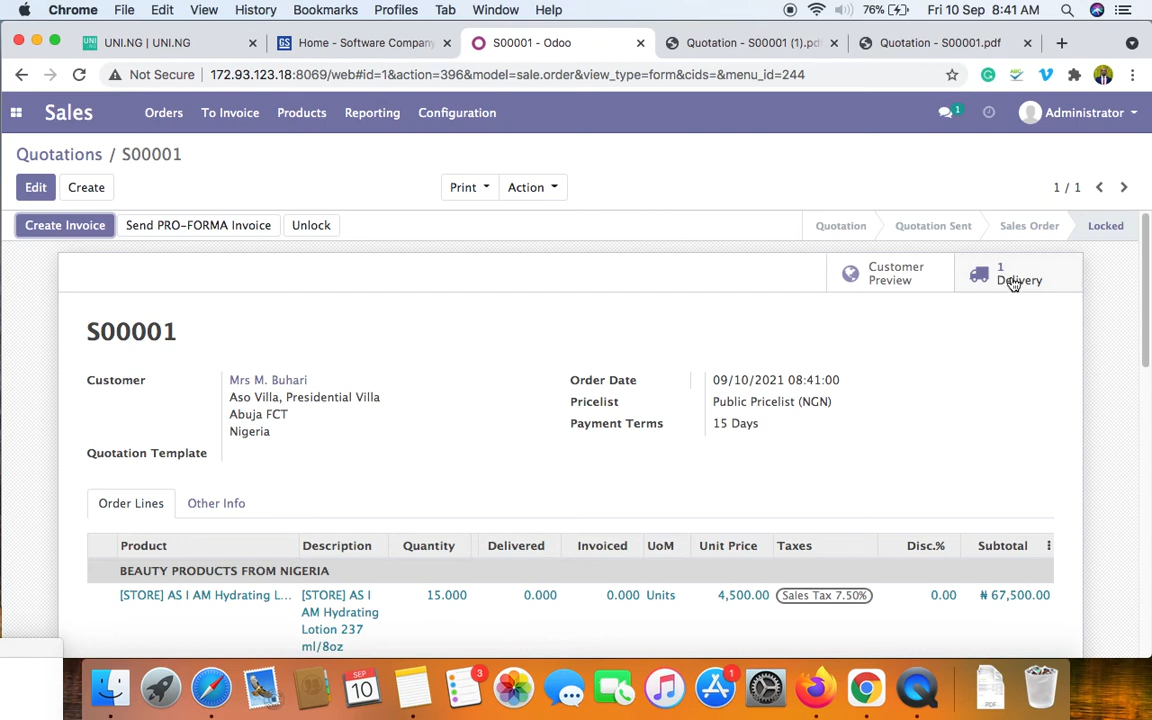 Chrome File Edit View History Bookmarks Profiles Tab Window Help 76% Fri 10 Sep 8:41 AM
UNI.NG | UNI.NG Home - Software Company S00001 - Odoo Quotation - S00001 (1).pdf Quotation - S00001.pdf
Not Secure 172.93.123.18:8069/web#id=1&action=396&model=sale.order&view_type=form&cids=&menu_id=244
Sales Orders To Invoice Products Reporting Configuration 1 Administrator
Quotations / S00001
Edit Create Print Action 1 / 1
Create Invoice Send PRO-FORMA Invoice Unlock Quotation Quotation Sent Sales Order Locked
Customer Preview
1 Delivery
S00001
Customer Mrs M. Buhari
Aso Villa, Presidential Villa
Abuja FCT
Nigeria
Order Date 09/10/2021 08:41:00
Pricelist Public Pricelist (NGN)
Payment Terms 15 Days
Quotation Template
Order Lines Other Info
Product Description Quantity Delivered Invoiced UoM Unit Price Taxes Disc.% Subtotal
BEAUTY PRODUCTS FROM NIGERIA
[STORE] AS I AM Hydrating L... [STORE] AS I 15.000 0.000 0.000 Units 4,500.00 Sales Tax 7.50% 0.00 ₦ 67,500.00
AM Hydrating
Lotion 237
ml/8oz
SEP
10
3
1
PDF